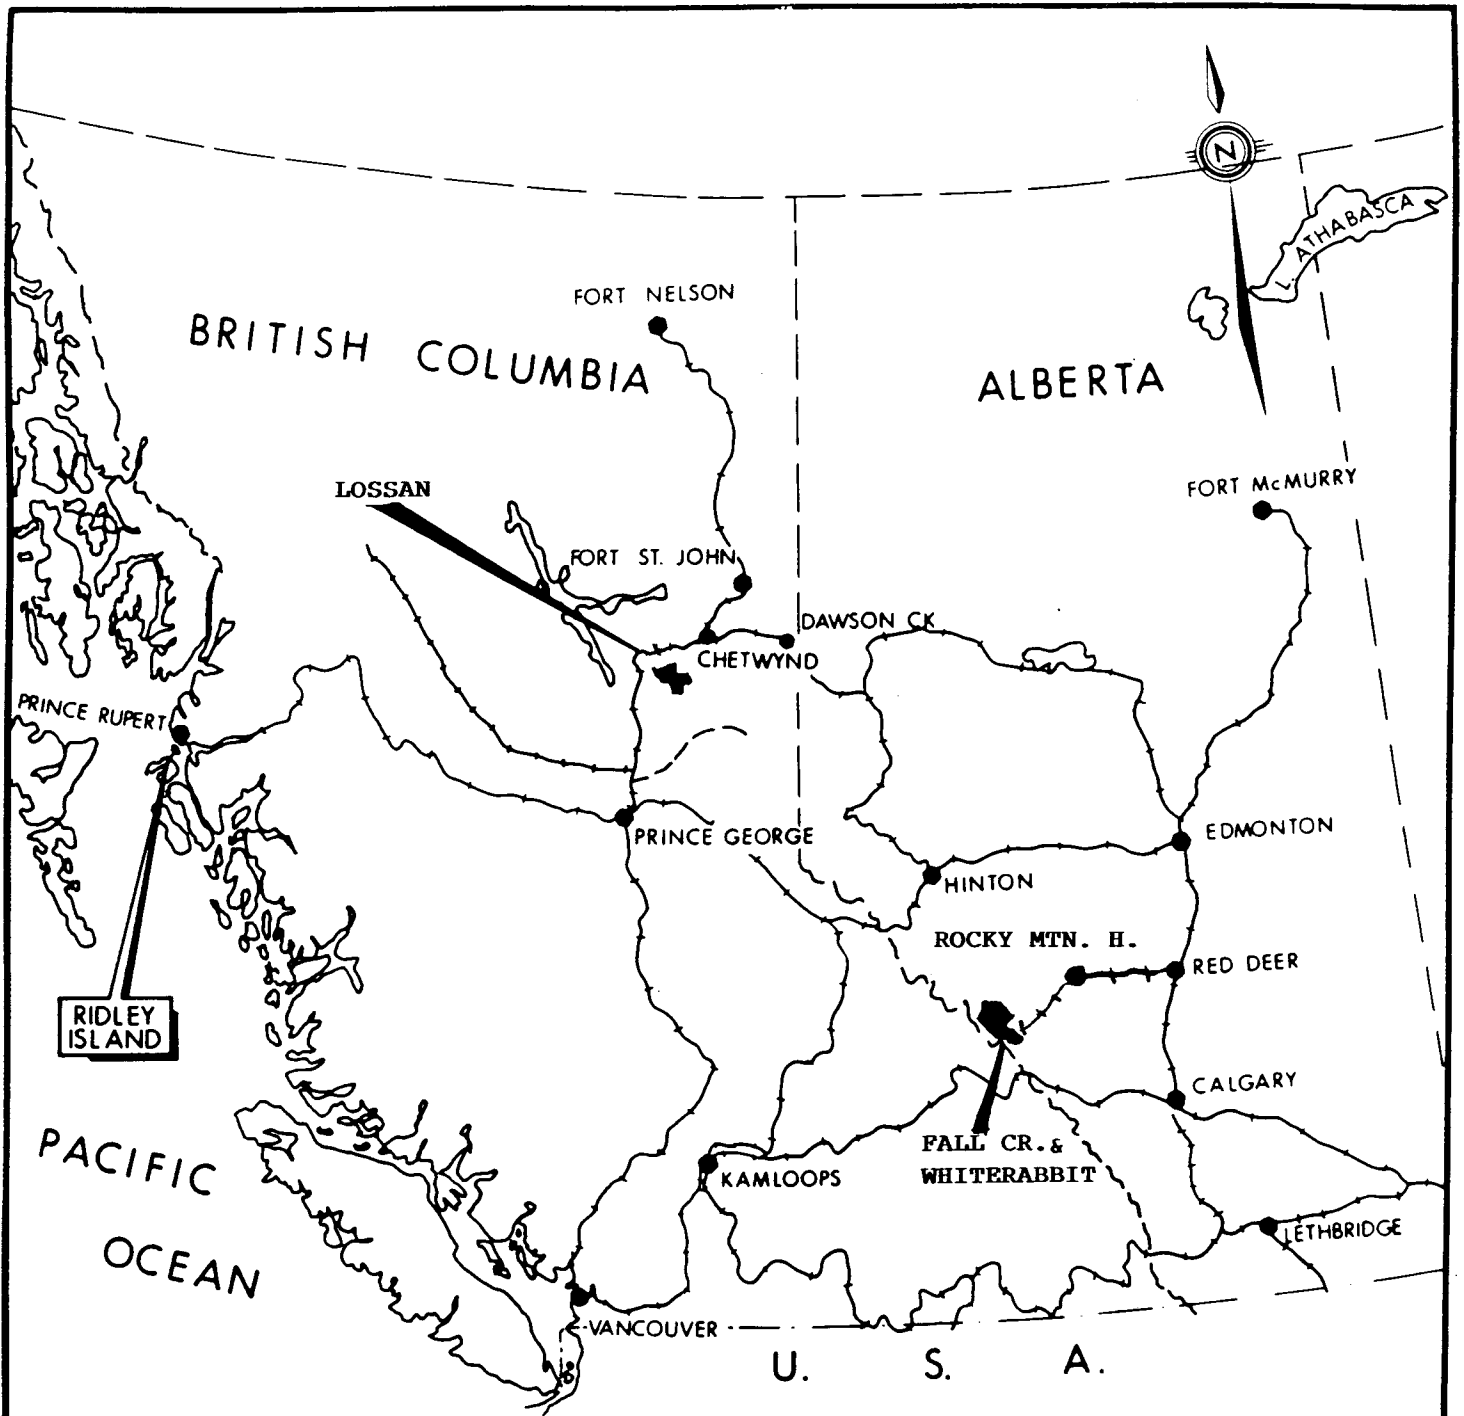 N
L. ATHABASCA
FORT NELSON
BRITISH COLUMBIA
ALBERTA
FORT McMURRY
LOSSAN
FORT ST. JOHN
DAWSON CK
CHETWYND
PRINCE RUPERT
PRINCE GEORGE
EDMONTON
HINTON
ROCKY MTN. H.
RED DEER
RIDLEY
ISLAND
CALGARY
FALL CR.&
WHITERABBIT
PACIFIC
OCEAN
KAMLOOPS
LETHBRIDGE
VANCOUVER
U. S. A.